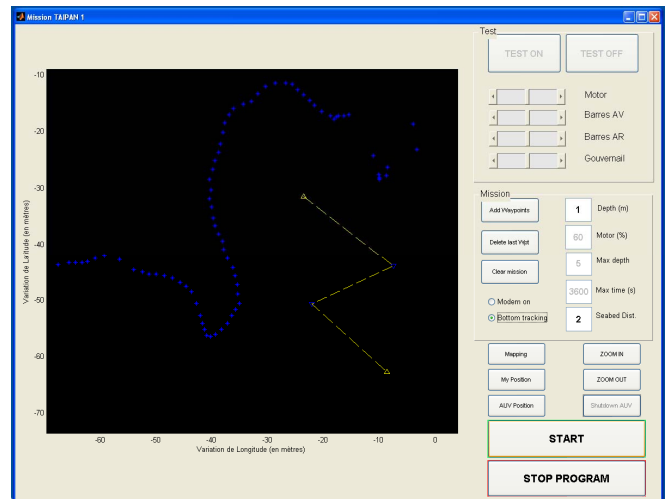 Mission TAIPAN 1
Test
TEST ON
TEST OFF
Motor
Barres AV
Barres AR
Gouvernail
Mission
Add Waypoints
1
Depth (m)
Delete last Wpt
60
Motor (%)
Clear mission
5
Max depth
3600
Max time (s)
Modem on
Bottom tracking
2
Seabed Dist.
Mapping
ZOOM IN
My Position
ZOOM OUT
AUV Position
Shutdown AUV
START
STOP PROGRAM
-10
-20
-30
-40
-50
-60
-70
Variation de Latitude (en mètres)
-60
-50
-40
-30
-20
-10
0
Variation de Longitude (en mètres)